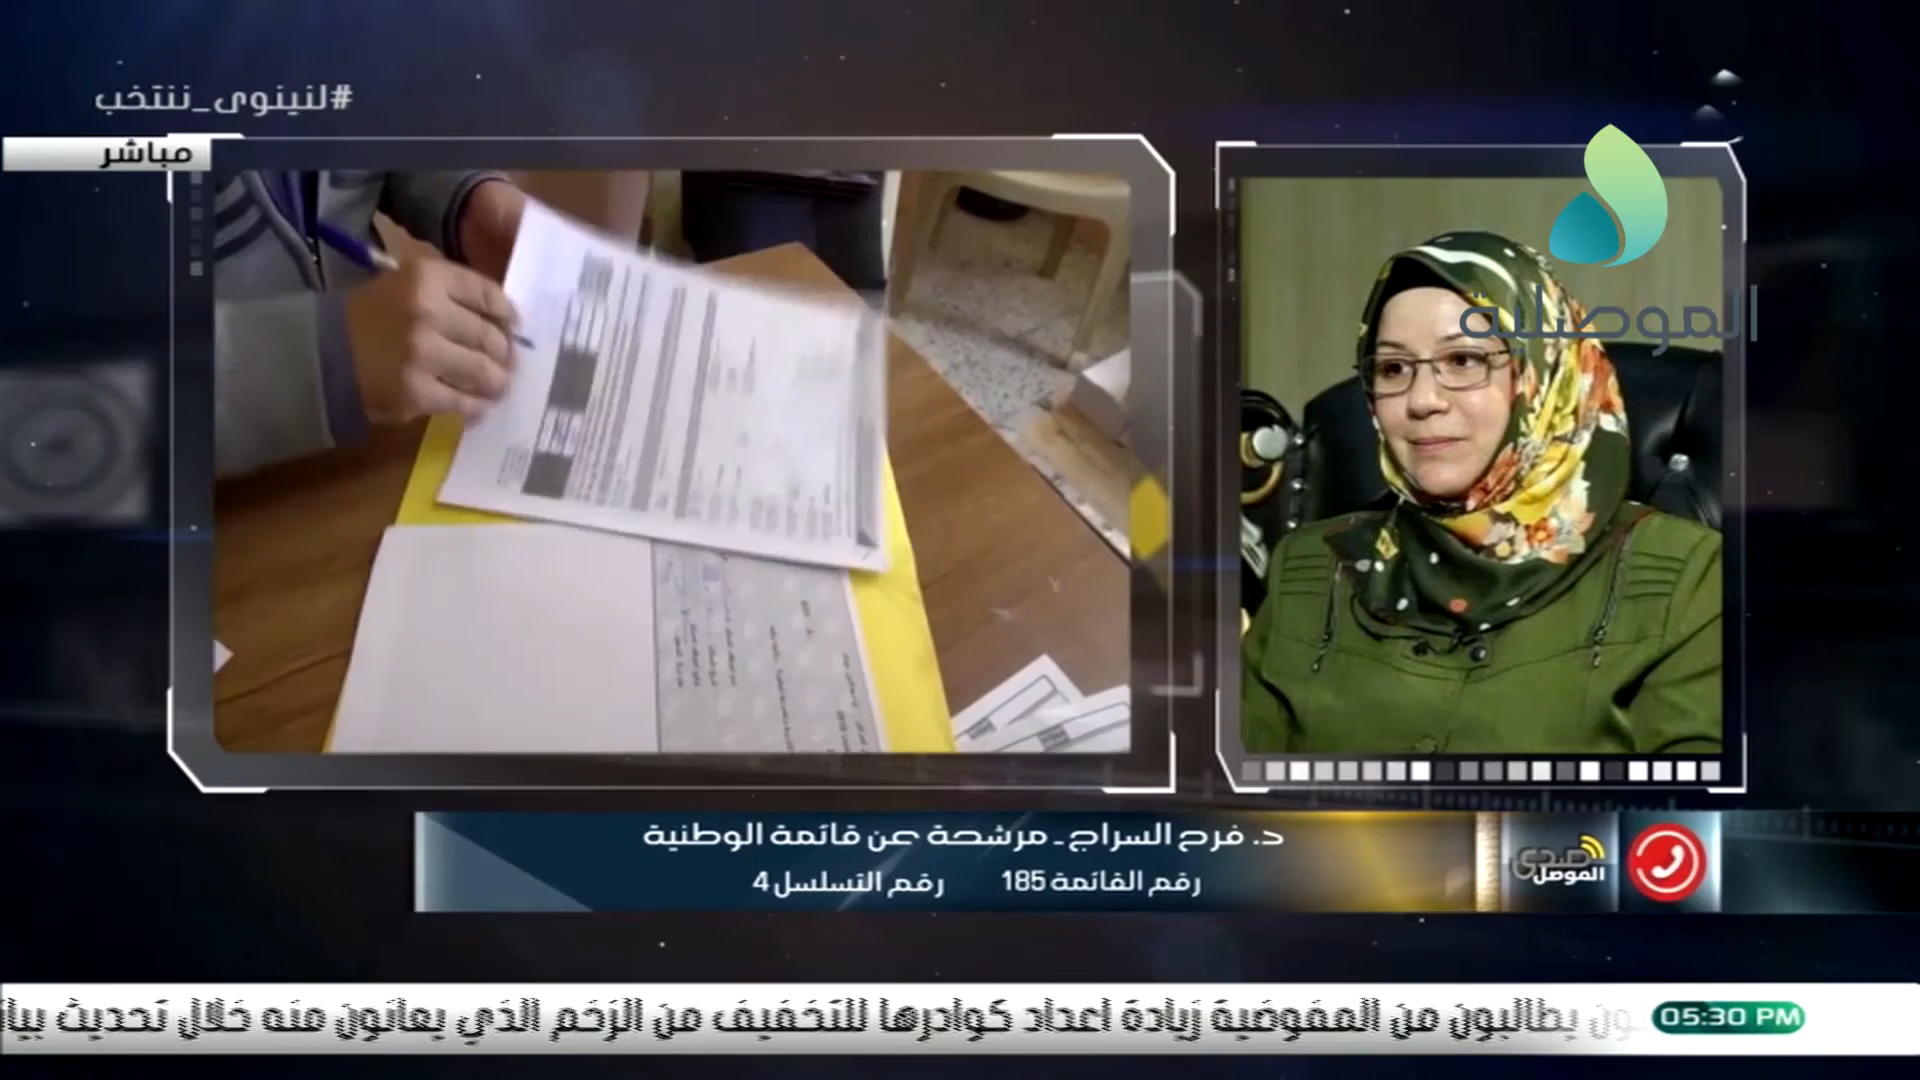 #لنينوى_ننتخب
مباشر
الموصلية
د. فرح السراج - مرشحة عن قائمة الوطنية
رقم القائمة 185 رقم التسلسل 4
صدى الموصل
يطالبون من المفوضية زيادة اعداد كوادرها للتخفيف من الزخم الذي يعانون منه خلال تحديث
05:30 PM